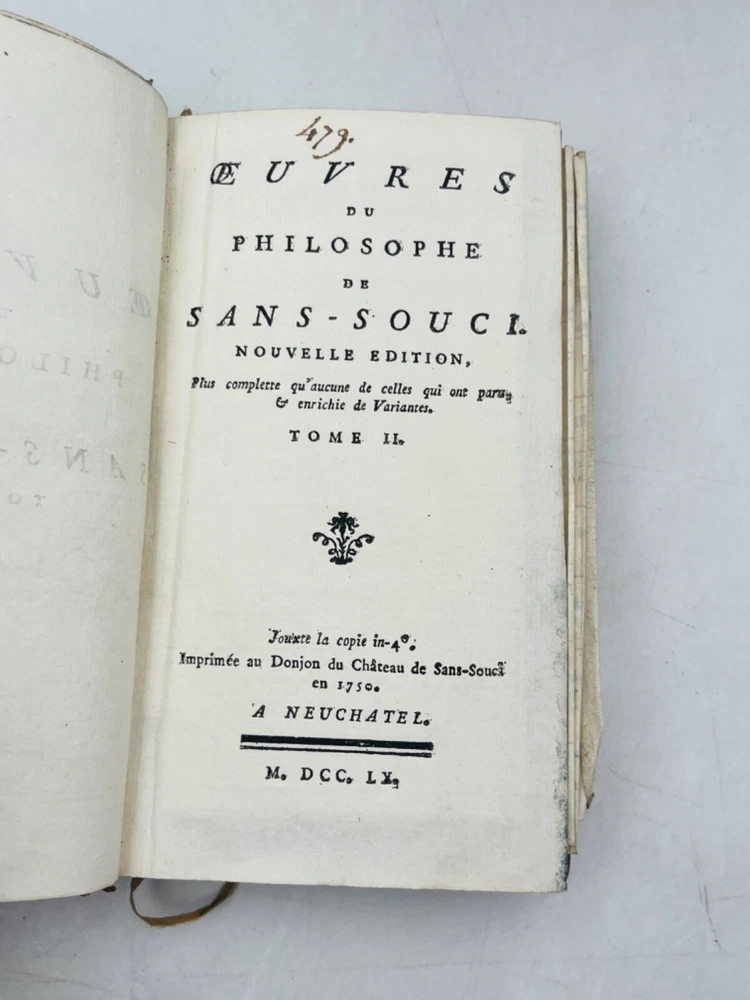 479.
ŒUVRES
DU
PHILOSOPHE
DE
SANS-SOUCI.
NOUVELLE EDITION,
Plus complette qu'aucune de celles qui ont paru,
& enrichie de Variantes.
TOME II.
Jouxte la copie in-4°.
Imprimée au Donjon du Château de Sans-Souci
en 1750.
A NEUCHATEL.
M. DCC. LX.